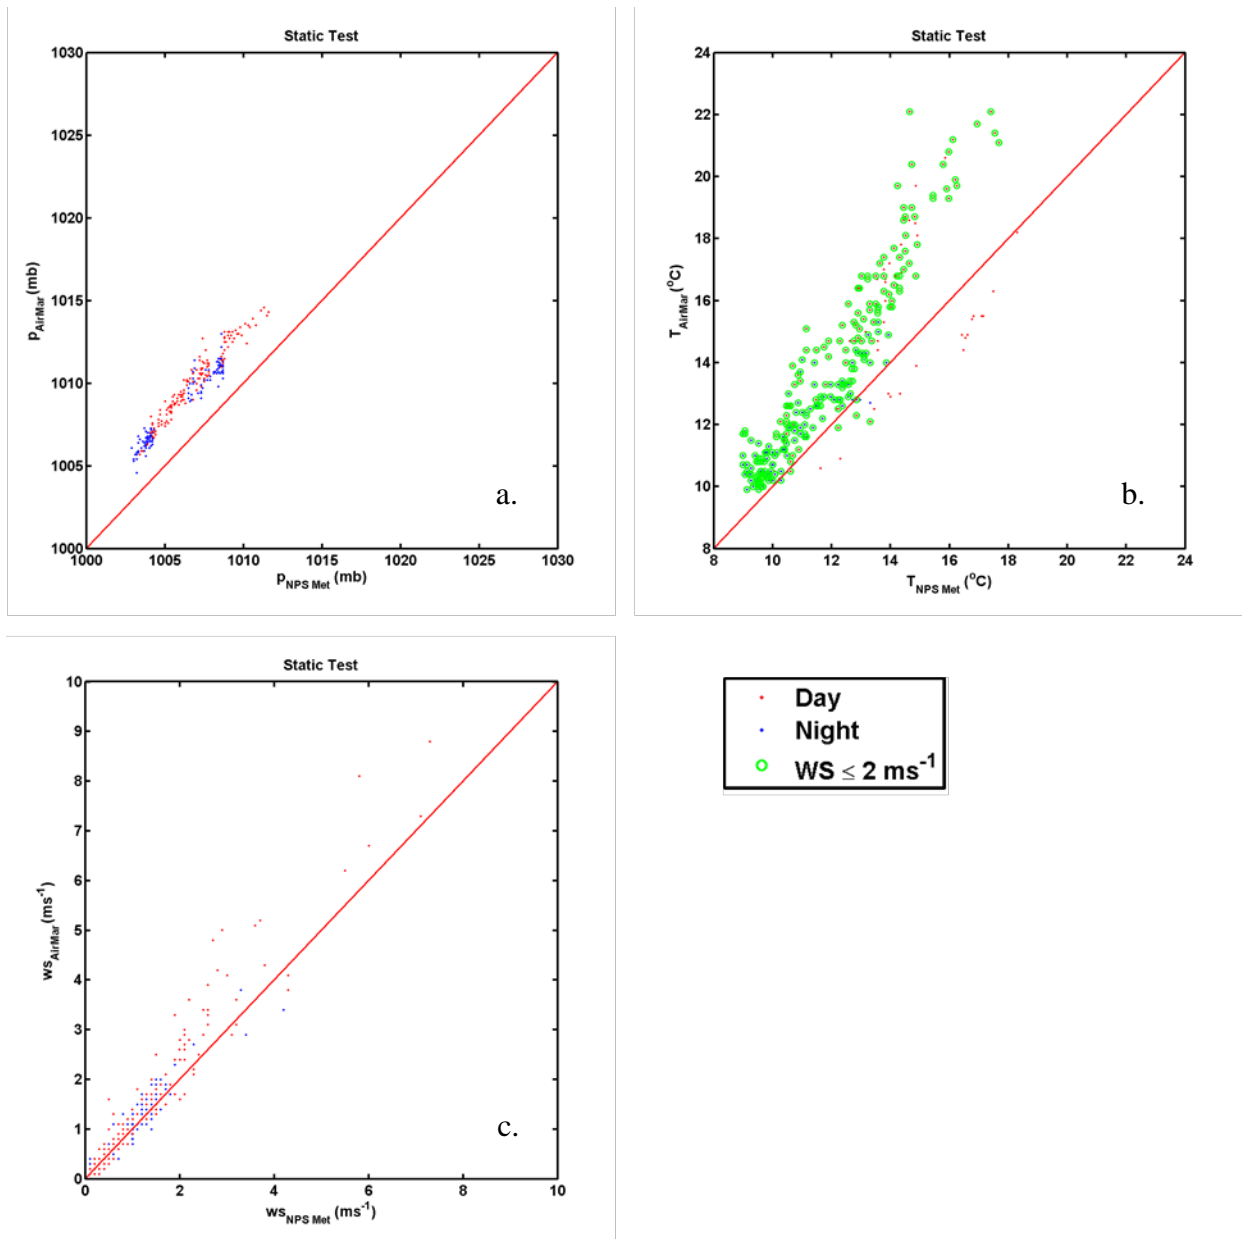 Static Test
1030
1025
1020
1015
1010
1005
1000
p_AirMar (mb)
1000 1005 1010 1015 1020 1025 1030
p_NPS Met (mb)
a.
Static Test
24
22
20
18
16
14
12
10
8
T_AirMar (°C)
8 10 12 14 16 18 20 22 24
T_NPS Met (°C)
b.
Static Test
10
9
8
7
6
5
4
3
2
1
0
ws_AirMar (ms⁻¹)
0 2 4 6 8 10
ws_NPS Met (ms⁻¹)
c.
Day
Night
WS ≤ 2 ms⁻¹